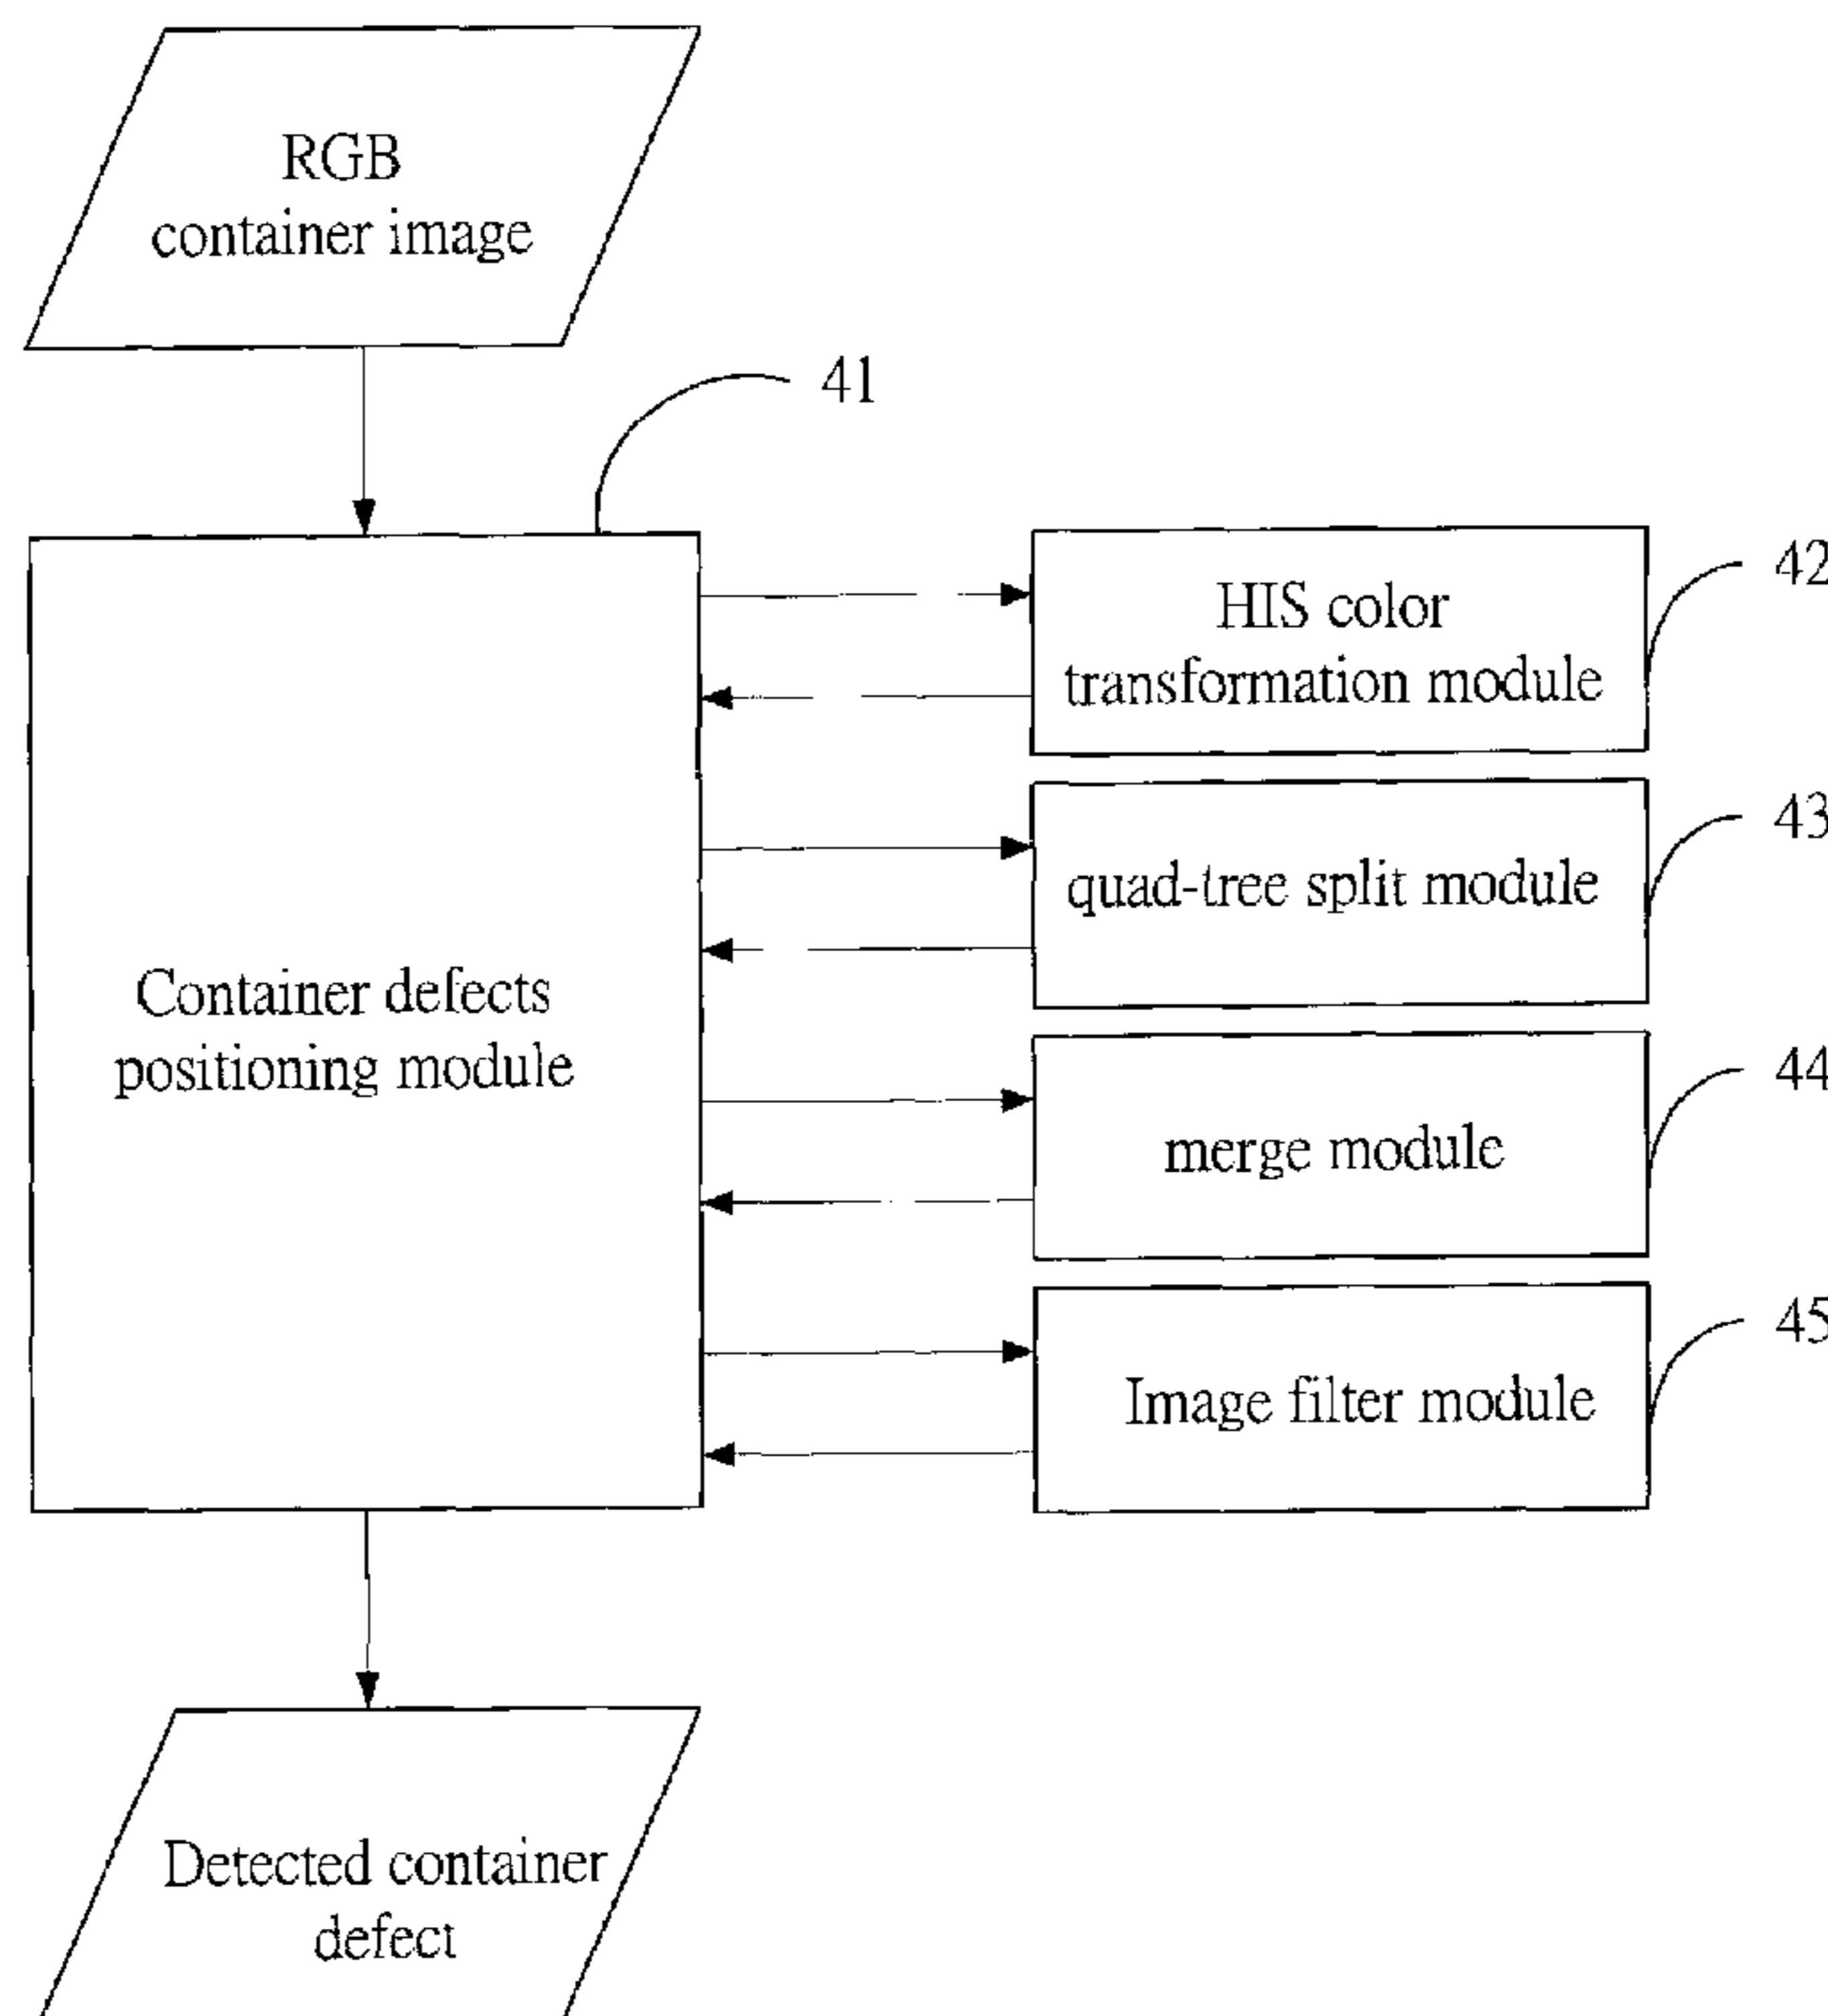 RGB
container image
41
HIS color
transformation module
42
quad-tree split module
43
Container defects
positioning module
merge module
44
Image filter module
45
Detected container
defect